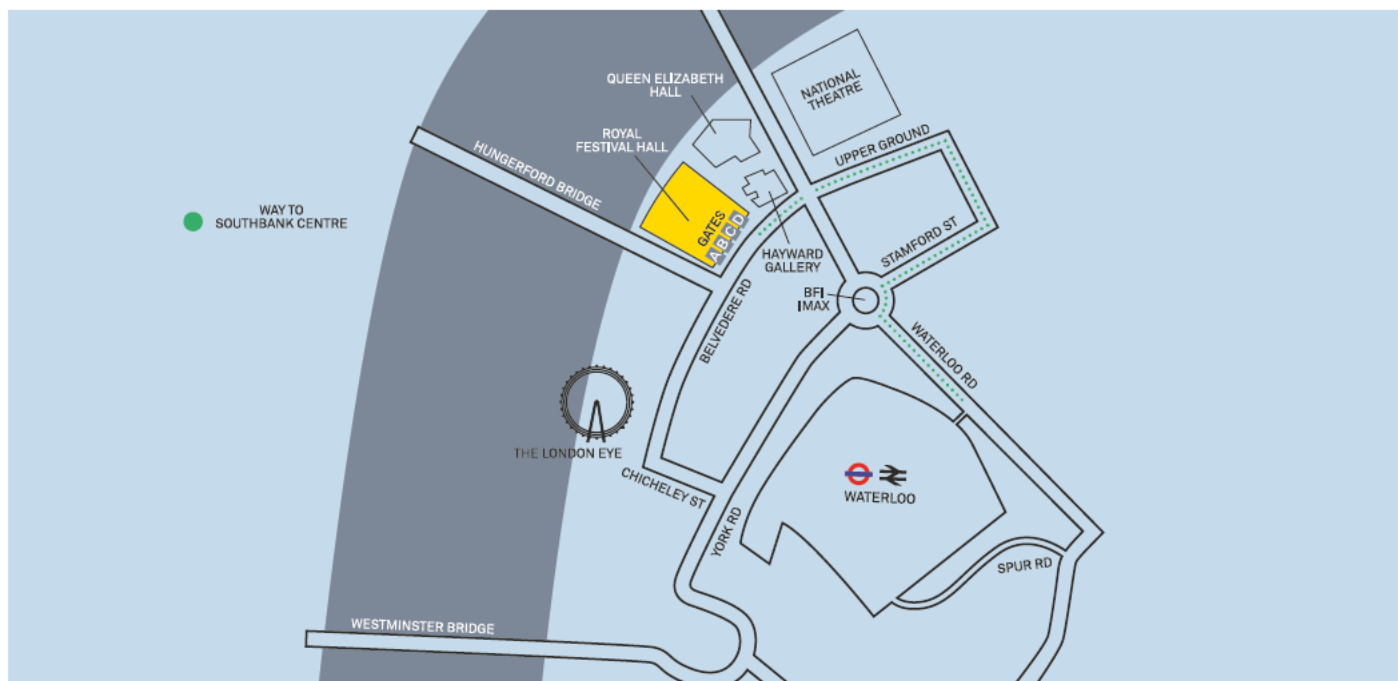 QUEEN ELIZABETH
HALL
NATIONAL
THEATRE
ROYAL
FESTIVAL HALL
UPPER GROUND
HUNGERFORD BRIDGE
WAY TO
SOUTHBANK CENTRE
GATES
A B C D
HAYWARD
GALLERY
STAMFORD ST
BFI
IMAX
BELVEDERE RD
WATERLOO RD
THE LONDON EYE
CHICHELEY ST
WATERLOO
YORK RD
SPUR RD
WESTMINSTER BRIDGE